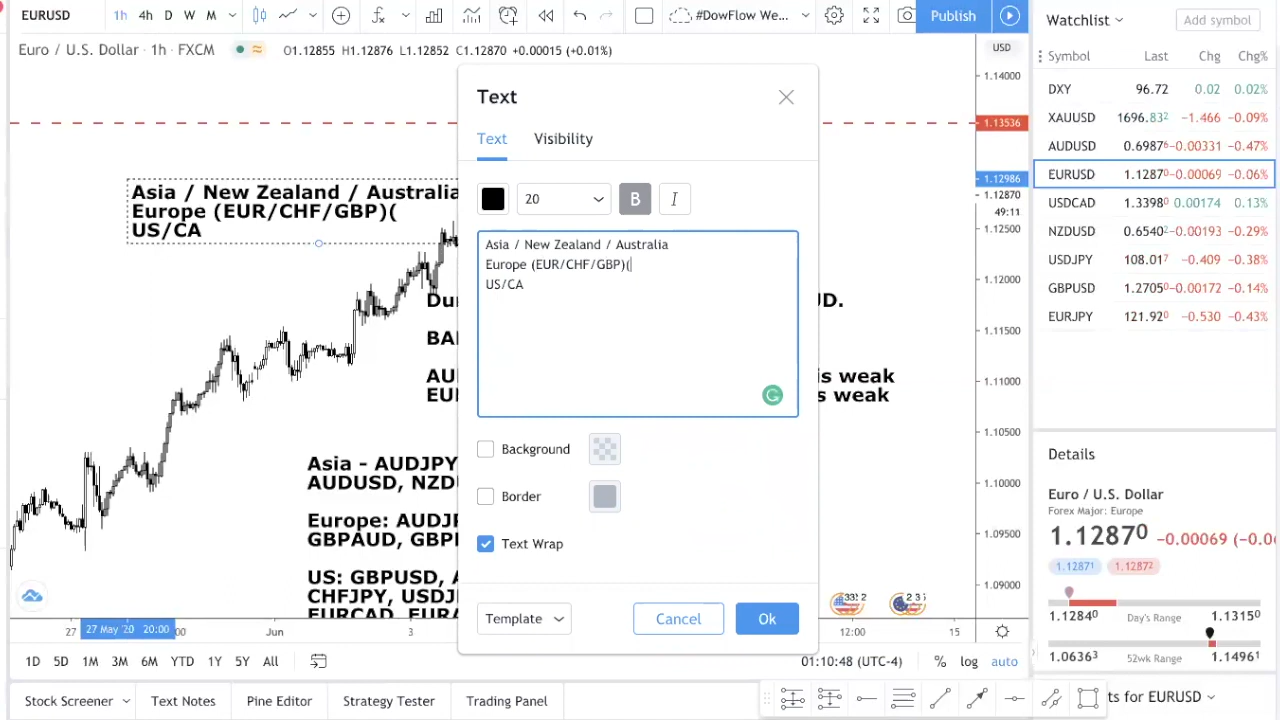 EURUSD
1h 4h D W M
#DowFlow We...
Publish
Euro / U.S. Dollar · 1h · FXCM
O1.12855 H1.12876 L1.12852 C1.12870 +0.00015 (+0.01%)
USD
1.14000
1.13536
1.12986
1.12870
49:11
1.12500
1.12000
1.11500
1.11000
1.10500
1.10000
1.09500
1.09000
Asia / New Zealand / Australia
Europe (EUR/CHF/GBP)(
US/CA
is weak
s weak
Asia - AUDJPY
AUDUSD, NZD
Europe:
US: GBPUSD,
Text
Text Visibility
20
B I
Asia / New Zealand / Australia
Europe (EUR/CHF/GBP)(
US/CA
Background
Border
Text Wrap
Template
Cancel
Ok
27
27 May '20 20:00
Jun
3
12:00
15
1D 5D 1M 3M 6M YTD 1Y 5Y All
01:10:48 (UTC-4)
% log auto
Stock Screener
Text Notes
Pine Editor
Strategy Tester
Trading Panel
Watchlist
Add symbol
Symbol Last Chg Chg%
DXY 96.72 0.02 0.02%
XAUUSD 1696.832 −1.466 −0.09%
AUDUSD 0.69876 −0.00331 −0.47%
EURUSD 1.12870 −0.00069 −0.06%
USDCAD 1.33980 0.00174 0.13%
NZDUSD 0.65402 −0.00193 −0.29%
USDJPY 108.017 −0.409 −0.38%
GBPUSD 1.27050 −0.00172 −0.14%
EURJPY 121.920 −0.530 −0.43%
Details
Euro / U.S. Dollar
Forex Major: Europe
1.12870 −0.00069 (−0.0
1.12871 1.12872
1.12840 Day's Range 1.13150
1.06363 52wk Range 1.14961
ts for EURUSD